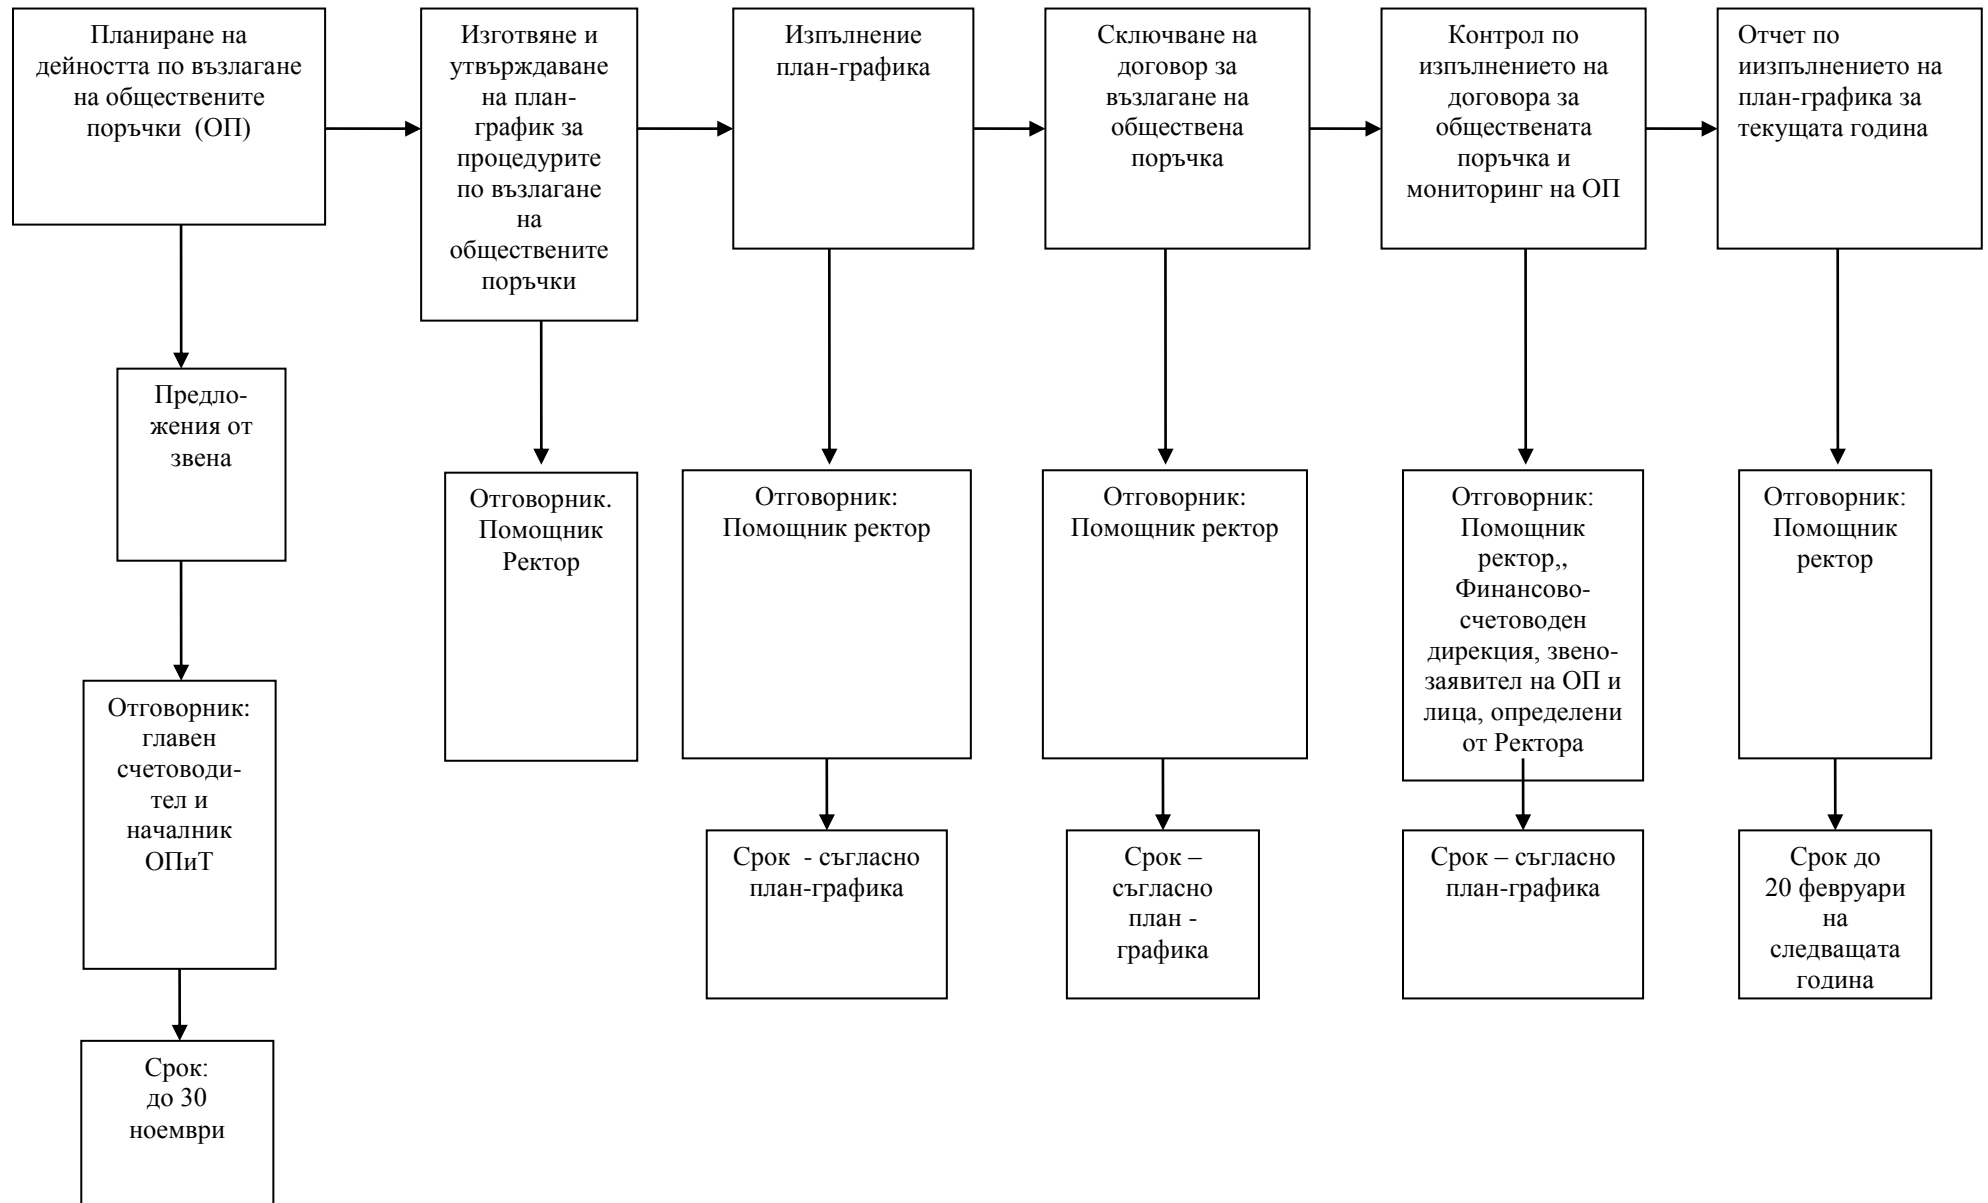 Планиране на
дейността по възлагане
на обществените
поръчки (ОП)
Изготвяне и
утвърждаване
на план-
график за
процедурите
по възлагане
на
обществените
поръчки
Изпълнение
план-графика
Сключване на
договор за
възлагане на
обществена
поръчка
Контрол по
изпълнението на
договора за
обществената
поръчка и
мониторинг на ОП
Отчет по
иизпълнението на
план-графика за
текущата година
Предло-
жения от
звена
Отговорник.
Помощник
Ректор
Отговорник:
Помощник ректор
Отговорник:
Помощник ректор
Отговорник:
Помощник
ректор,,
Финансово-
счетоводен
дирекция, звено-
заявител на ОП и
лица, определени
от Ректора
Отговорник:
Помощник
ректор
Отговорник:
главен
счетоводи-
тел и
началник
ОПиТ
Срок - съгласно
план-графика
Срок –
съгласно
план -
графика
Срок – съгласно
план-графика
Срок до
20 февруари
на
следващата
година
Срок:
до 30
ноември